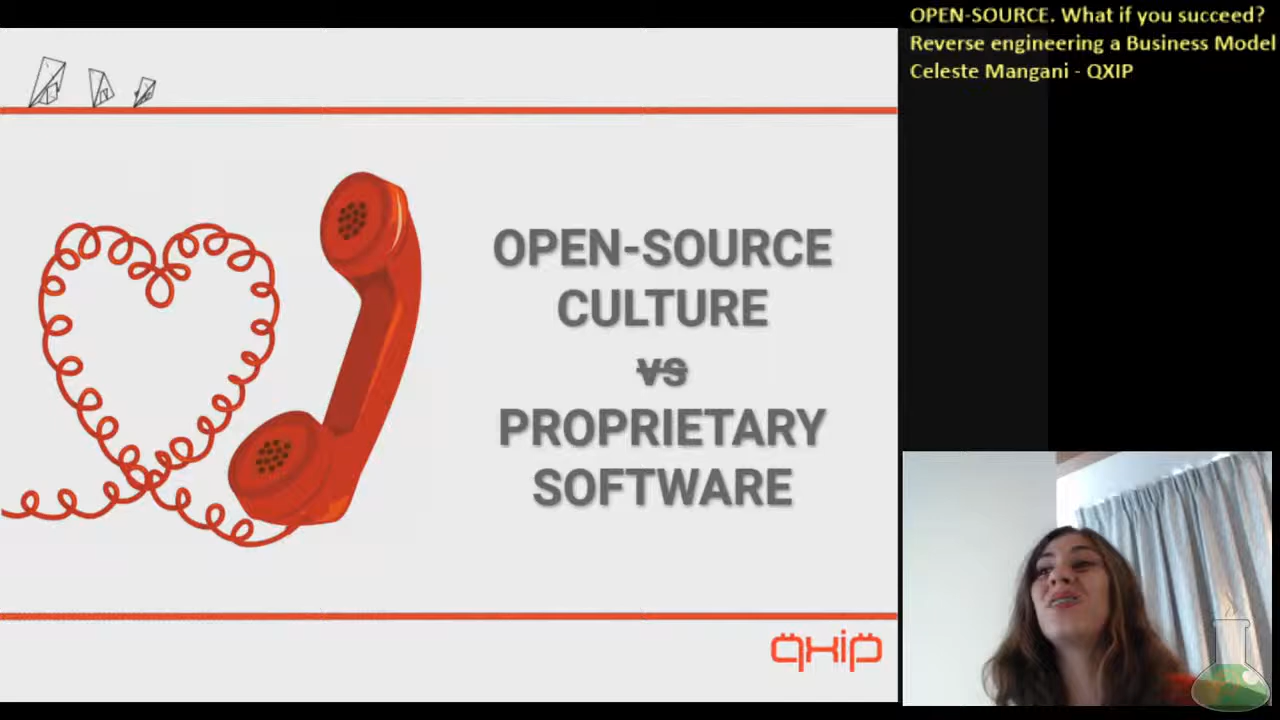 OPEN-SOURCE. What if you succeed?
Reverse engineering a Business Model
Celeste Mangani - QXIP
OPEN-SOURCE
CULTURE
vs
PROPRIETARY
SOFTWARE
qxip